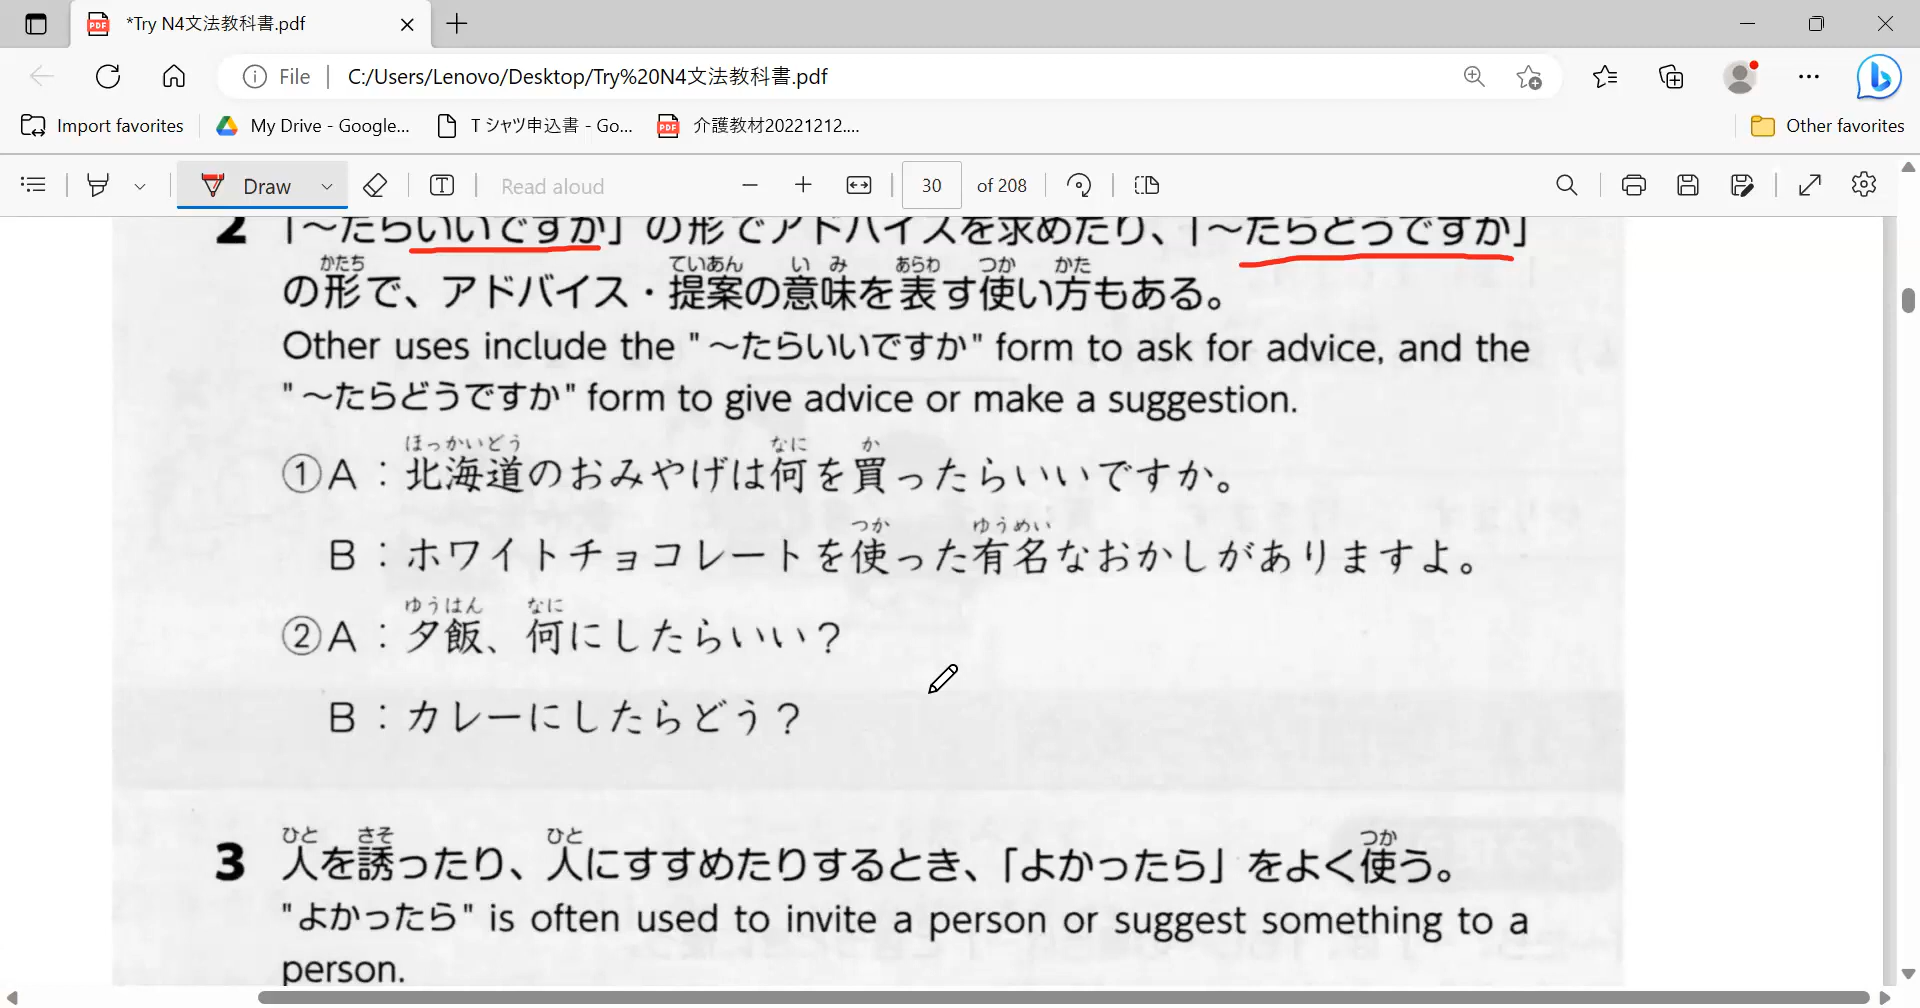 *Try N4文法教科書.pdf
File
C:/Users/Lenovo/Desktop/Try%20N4文法教科書.pdf
Import favorites
My Drive - Google...
Tシャツ申込書 - Go...
介護教材20221212....
Other favorites
Draw
Read aloud
30
of 208
2 「～たらいいですか」の形でアドバイスを求めたり、「～たらどうですか」
かたち ていあん い み あらわ つか かた
の形で、アドバイス・提案の意味を表す使い方もある。
Other uses include the "～たらいいですか" form to ask for advice, and the
"～たらどうですか" form to give advice or make a suggestion.
ほっかいどう なに か
①A：北海道のおみやげは何を買ったらいいですか。
つか ゆうめい
B：ホワイトチョコレートを使った有名なおかしがありますよ。
ゆうはん なに
②A：夕飯、何にしたらいい？
B：カレーにしたらどう？
ひと さそ ひと つか
3 人を誘ったり、人にすすめたりするとき、「よかったら」をよく使う。
"よかったら" is often used to invite a person or suggest something to a
person.